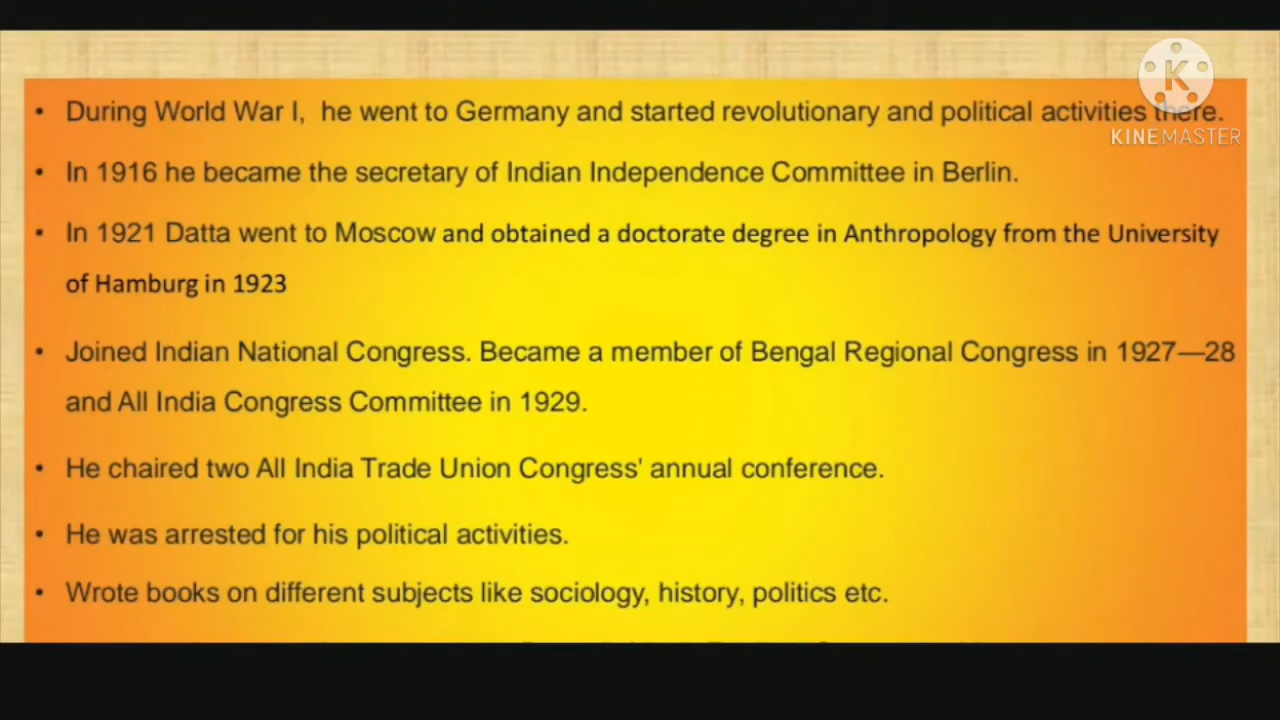 • During World War I, he went to Germany and started revolutionary and political activities there.
KINEMASTER
• In 1916 he became the secretary of Indian Independence Committee in Berlin.
• In 1921 Datta went to Moscow and obtained a doctorate degree in Anthropology from the University
of Hamburg in 1923
• Joined Indian National Congress. Became a member of Bengal Regional Congress in 1927—28
and All India Congress Committee in 1929.
• He chaired two All India Trade Union Congress' annual conference.
• He was arrested for his political activities.
• Wrote books on different subjects like sociology, history, politics etc.